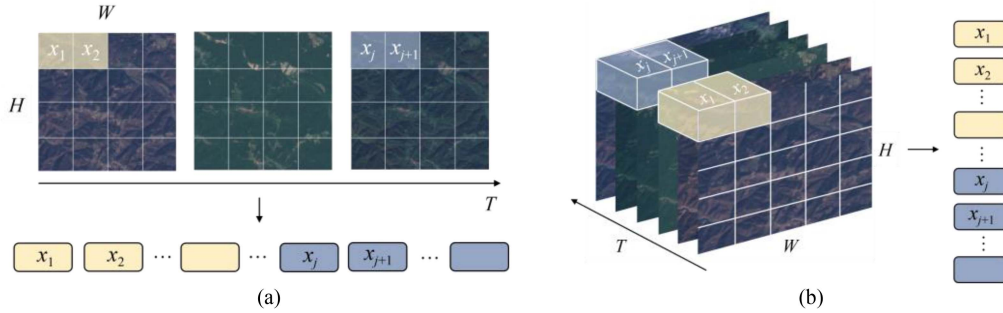 W
x₁ x₂
xⱼ xⱼ₊₁
H
T
x₁ x₂ ... ... xⱼ xⱼ₊₁ ...
(a)
xⱼ xⱼ₊₁
x₁ x₂
H
T
W
x₁
x₂
⋮
⋮
xⱼ
xⱼ₊₁
⋮
(b)